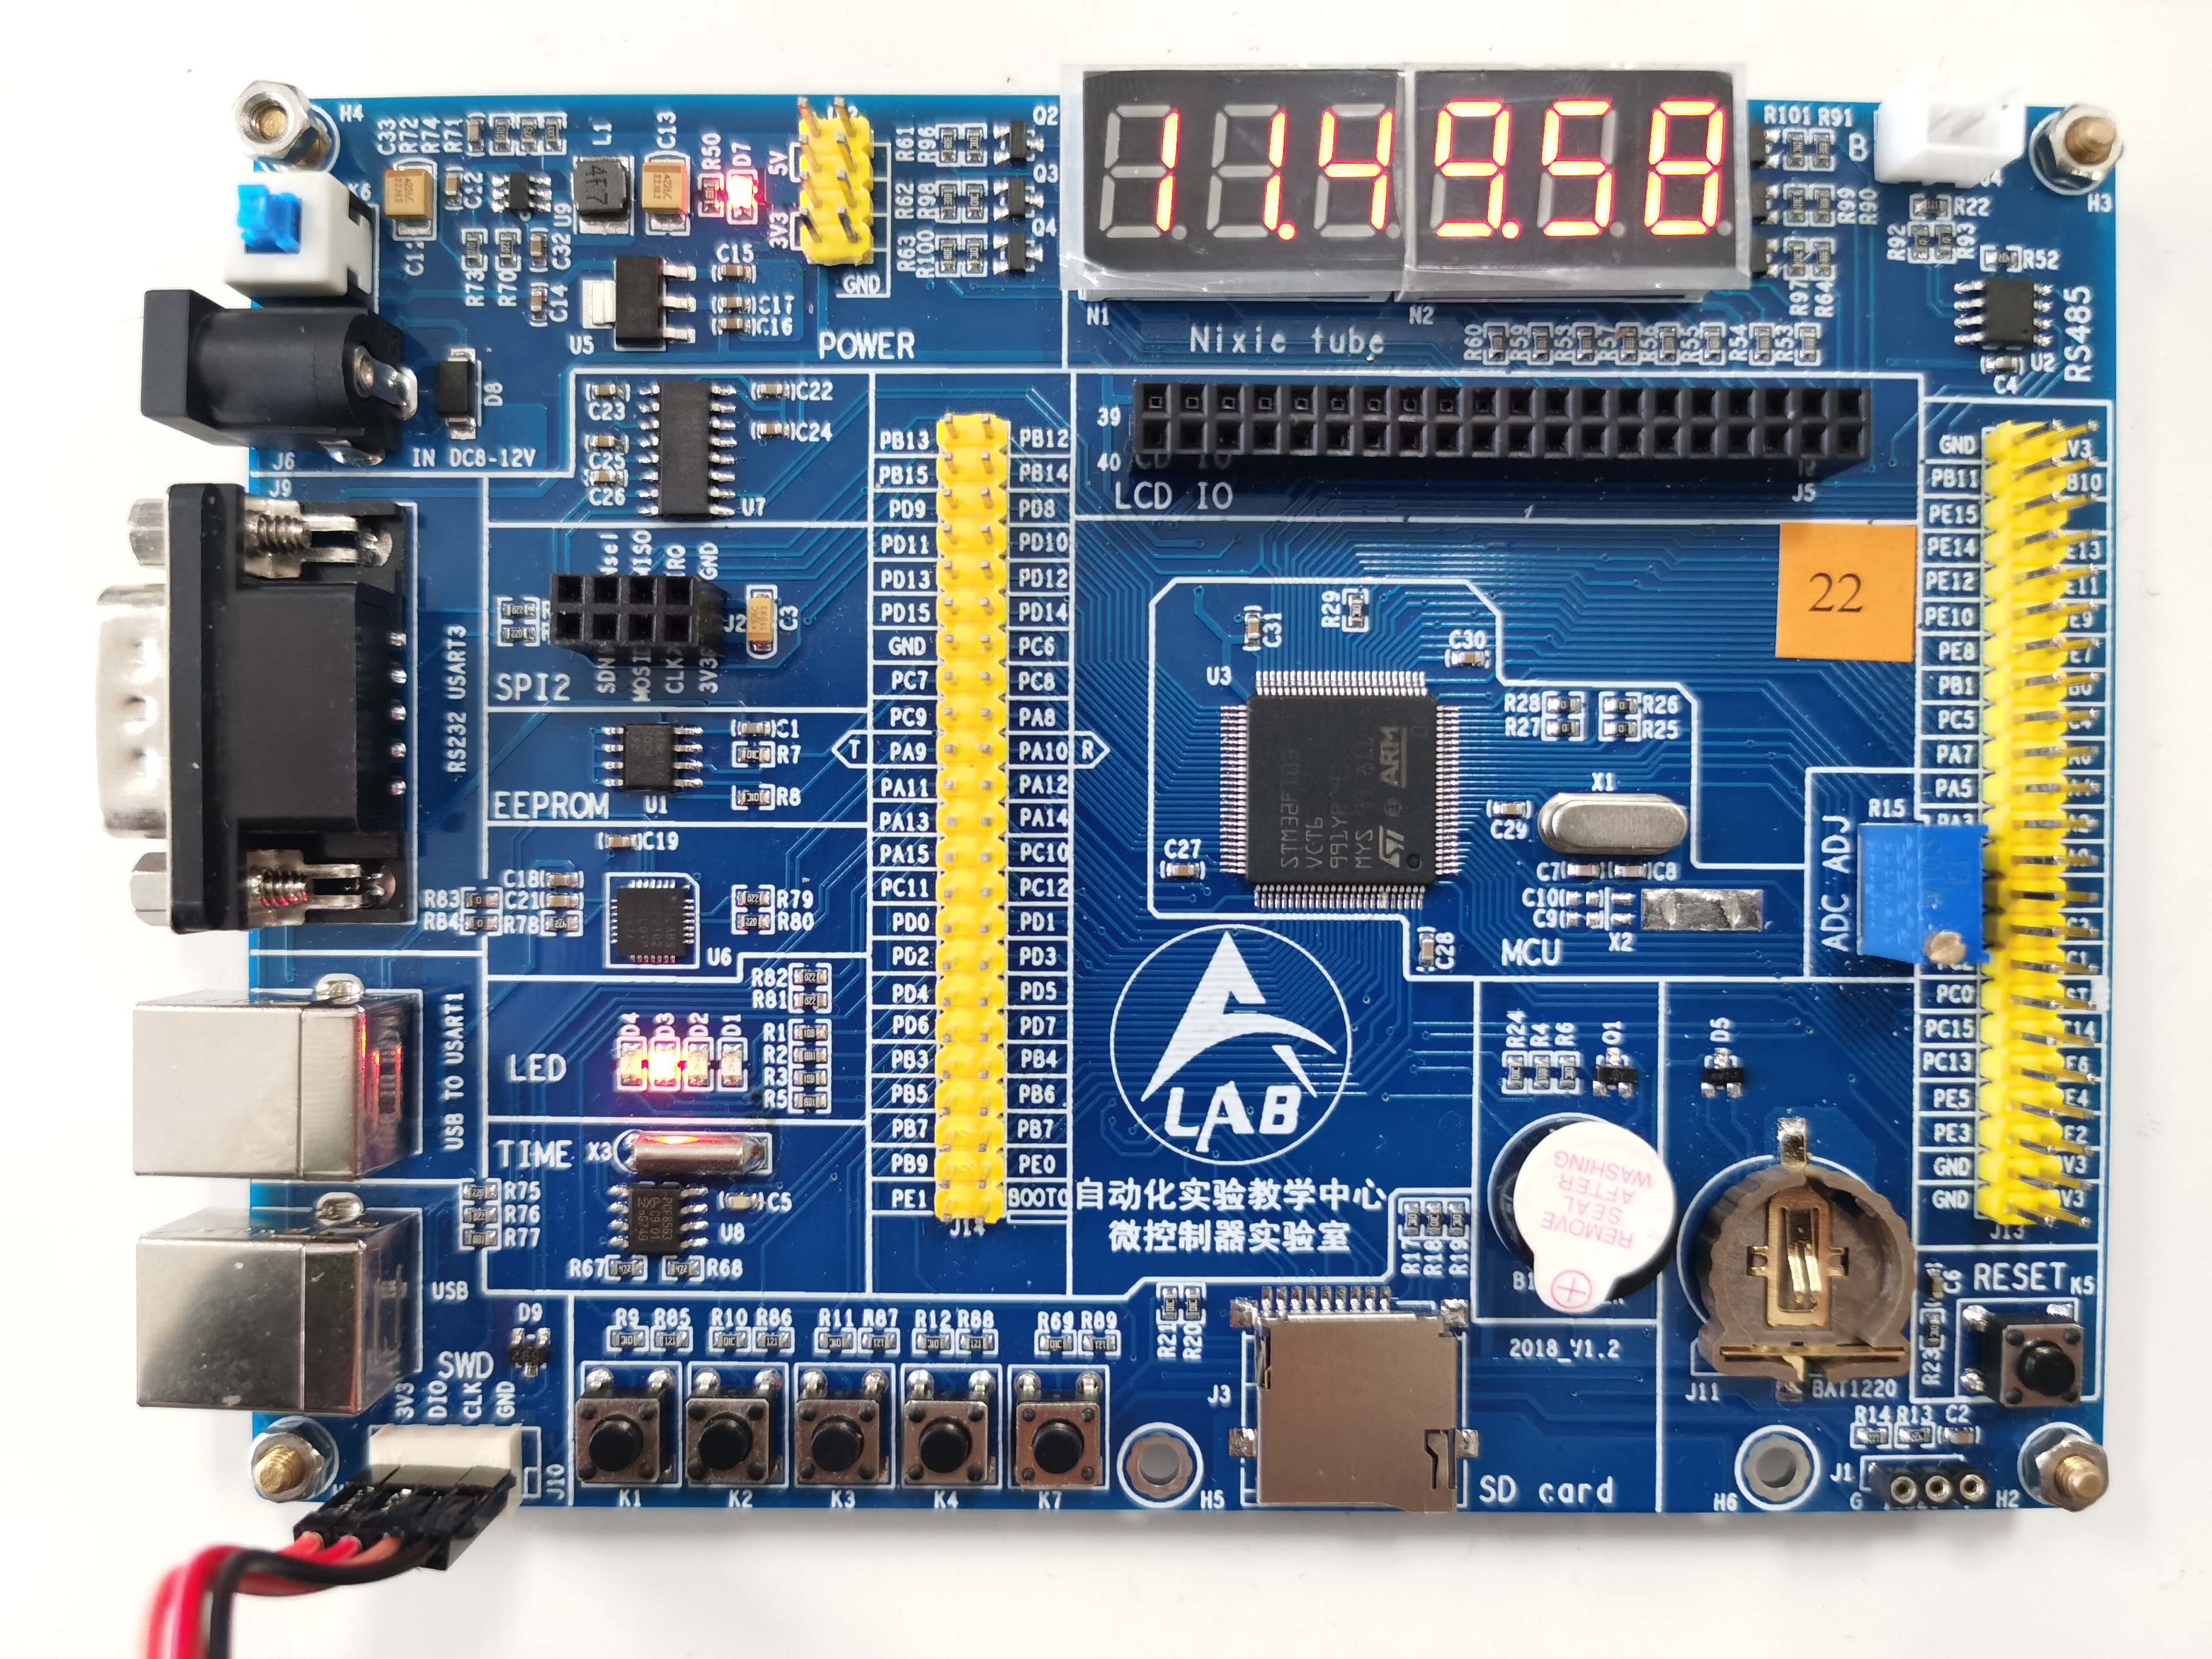 H4
C33
R72
R74
R71
L1
C13
R50
D7
5V
3V3
GND
K6
C12
U9
C32
R73
R70
C14
C15
C17
C16
U5
POWER
R61
R96
R62
R98
R63
R100
Q2
Q3
Q4
11.49.58
N1
N2
Nixie tube
R60
R59
R53
R57
R56
R55
R54
R53
R101
R91
B
R99
R90
R97
R64
H3
R22
R92
R93
R52
U2
C4
RS485
D8
IN DC8-12V
J6
J9
C22
C23
C24
C25
C26
U7
39
40
LCD IO
J5
RS232 USART3
nsel
MISO
IRQ
GND
SDN
MOSI
CLK
3V3
J2
C3
SPI2
C1
R7
R8
U1
EEPROM
C19
C18
C21
R83
R84
R78
R79
R80
U6
R82
R81
D4
D3
D2
D1
R1
R2
R3
R5
LED
USB TO USART1
TIME
X3
C5
U8
R67
R68
R75
R76
R77
USB
PB13 PB12
PB15 PB14
PD9 PD8
PD11 PD10
PD13 PD12
PD15 PD14
GND PC6
PC7 PC8
PC9 PA8
T PA9 PA10 R
PA11 PA12
PA13 PA14
PA15 PC10
PC11 PC12
PD0 PD1
PD2 PD3
PD4 PD5
PD6 PD7
PB3 PB4
PB5 PB6
PB7 PB7
PB9 PE0
PE1 BOOT0
J14
22
C31
R29
C30
U3
R28
R26
R27
R25
STM32F103
VCT6
ARM
X1
C29
C7
C8
C10
C9
X2
C27
C28
MCU
R15
ADC ADJ
GND
PB11
PE15
PE14
PE12
PE10
PE8
PB1
PC5
PA7
PA5
PC0
PC15
PC13
PE5
PE3
GND
GND
J13
LAB
自动化实验教学中心
微控制器实验室
R24
R4
R6
Q1
D5
REMOVE
SEAL
AFTER
WASHING
R17
R18
R19
R21
R20
2018_V1.2
J11
BAT1220
C6
R23
RESET
K5
R14
R13
C2
J1
G
H2
H6
H5
J3
SD card
D9
SWD
3V3
DIO
CLK
GND
J10
R9
R85
R10
R86
R11
R87
R12
R88
R69
R89
K1
K2
K3
K4
K7